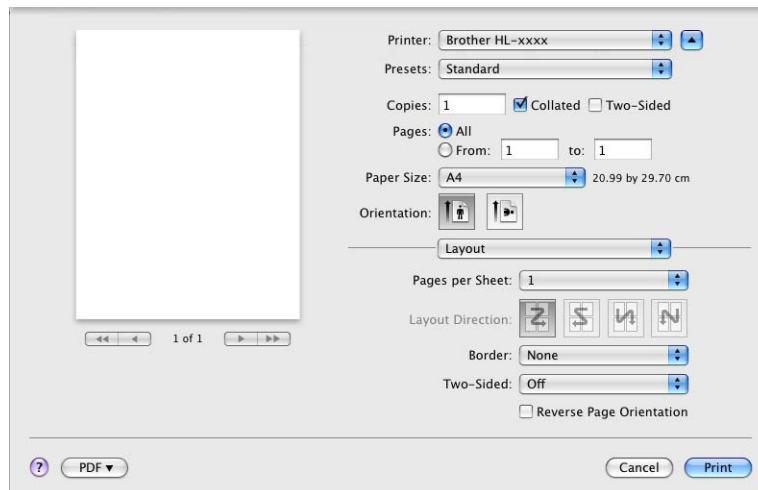 Printer: Brother HL-xxxx
Presets: Standard
Copies: 1 Collated Two-Sided
Pages: All
From: 1 to: 1
Paper Size: A4 20.99 by 29.70 cm
Orientation:
Layout
Pages per Sheet: 1
Layout Direction:
1 of 1
Border: None
Two-Sided: Off
Reverse Page Orientation
? PDF Cancel Print